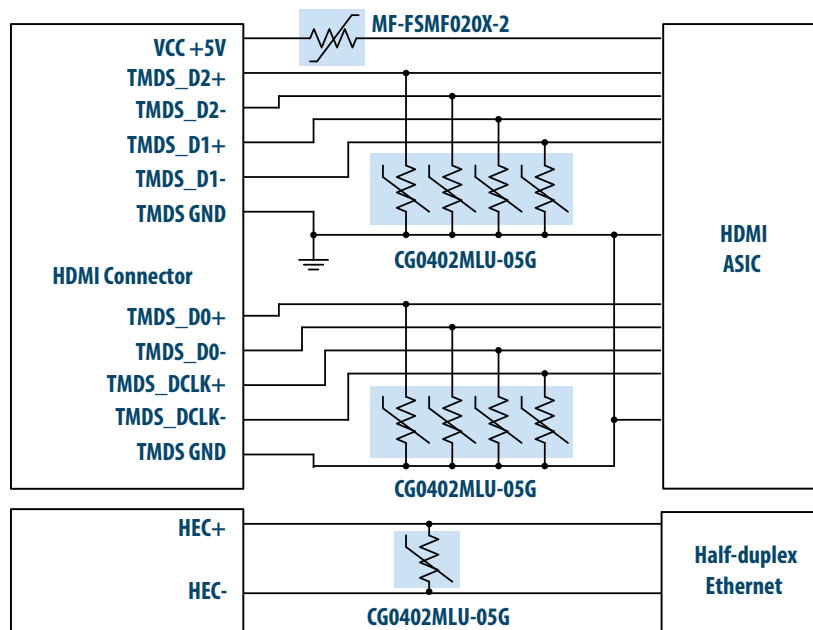 MF-FSMF020X-2
VCC +5V
TMDS_D2+
TMDS_D2-
TMDS_D1+
TMDS_D1-
TMDS GND
CG0402MLU-05G
HDMI Connector
HDMI
ASIC
TMDS_D0+
TMDS_D0-
TMDS_DCLK+
TMDS_DCLK-
TMDS GND
CG0402MLU-05G
HEC+
HEC-
CG0402MLU-05G
Half-duplex
Ethernet